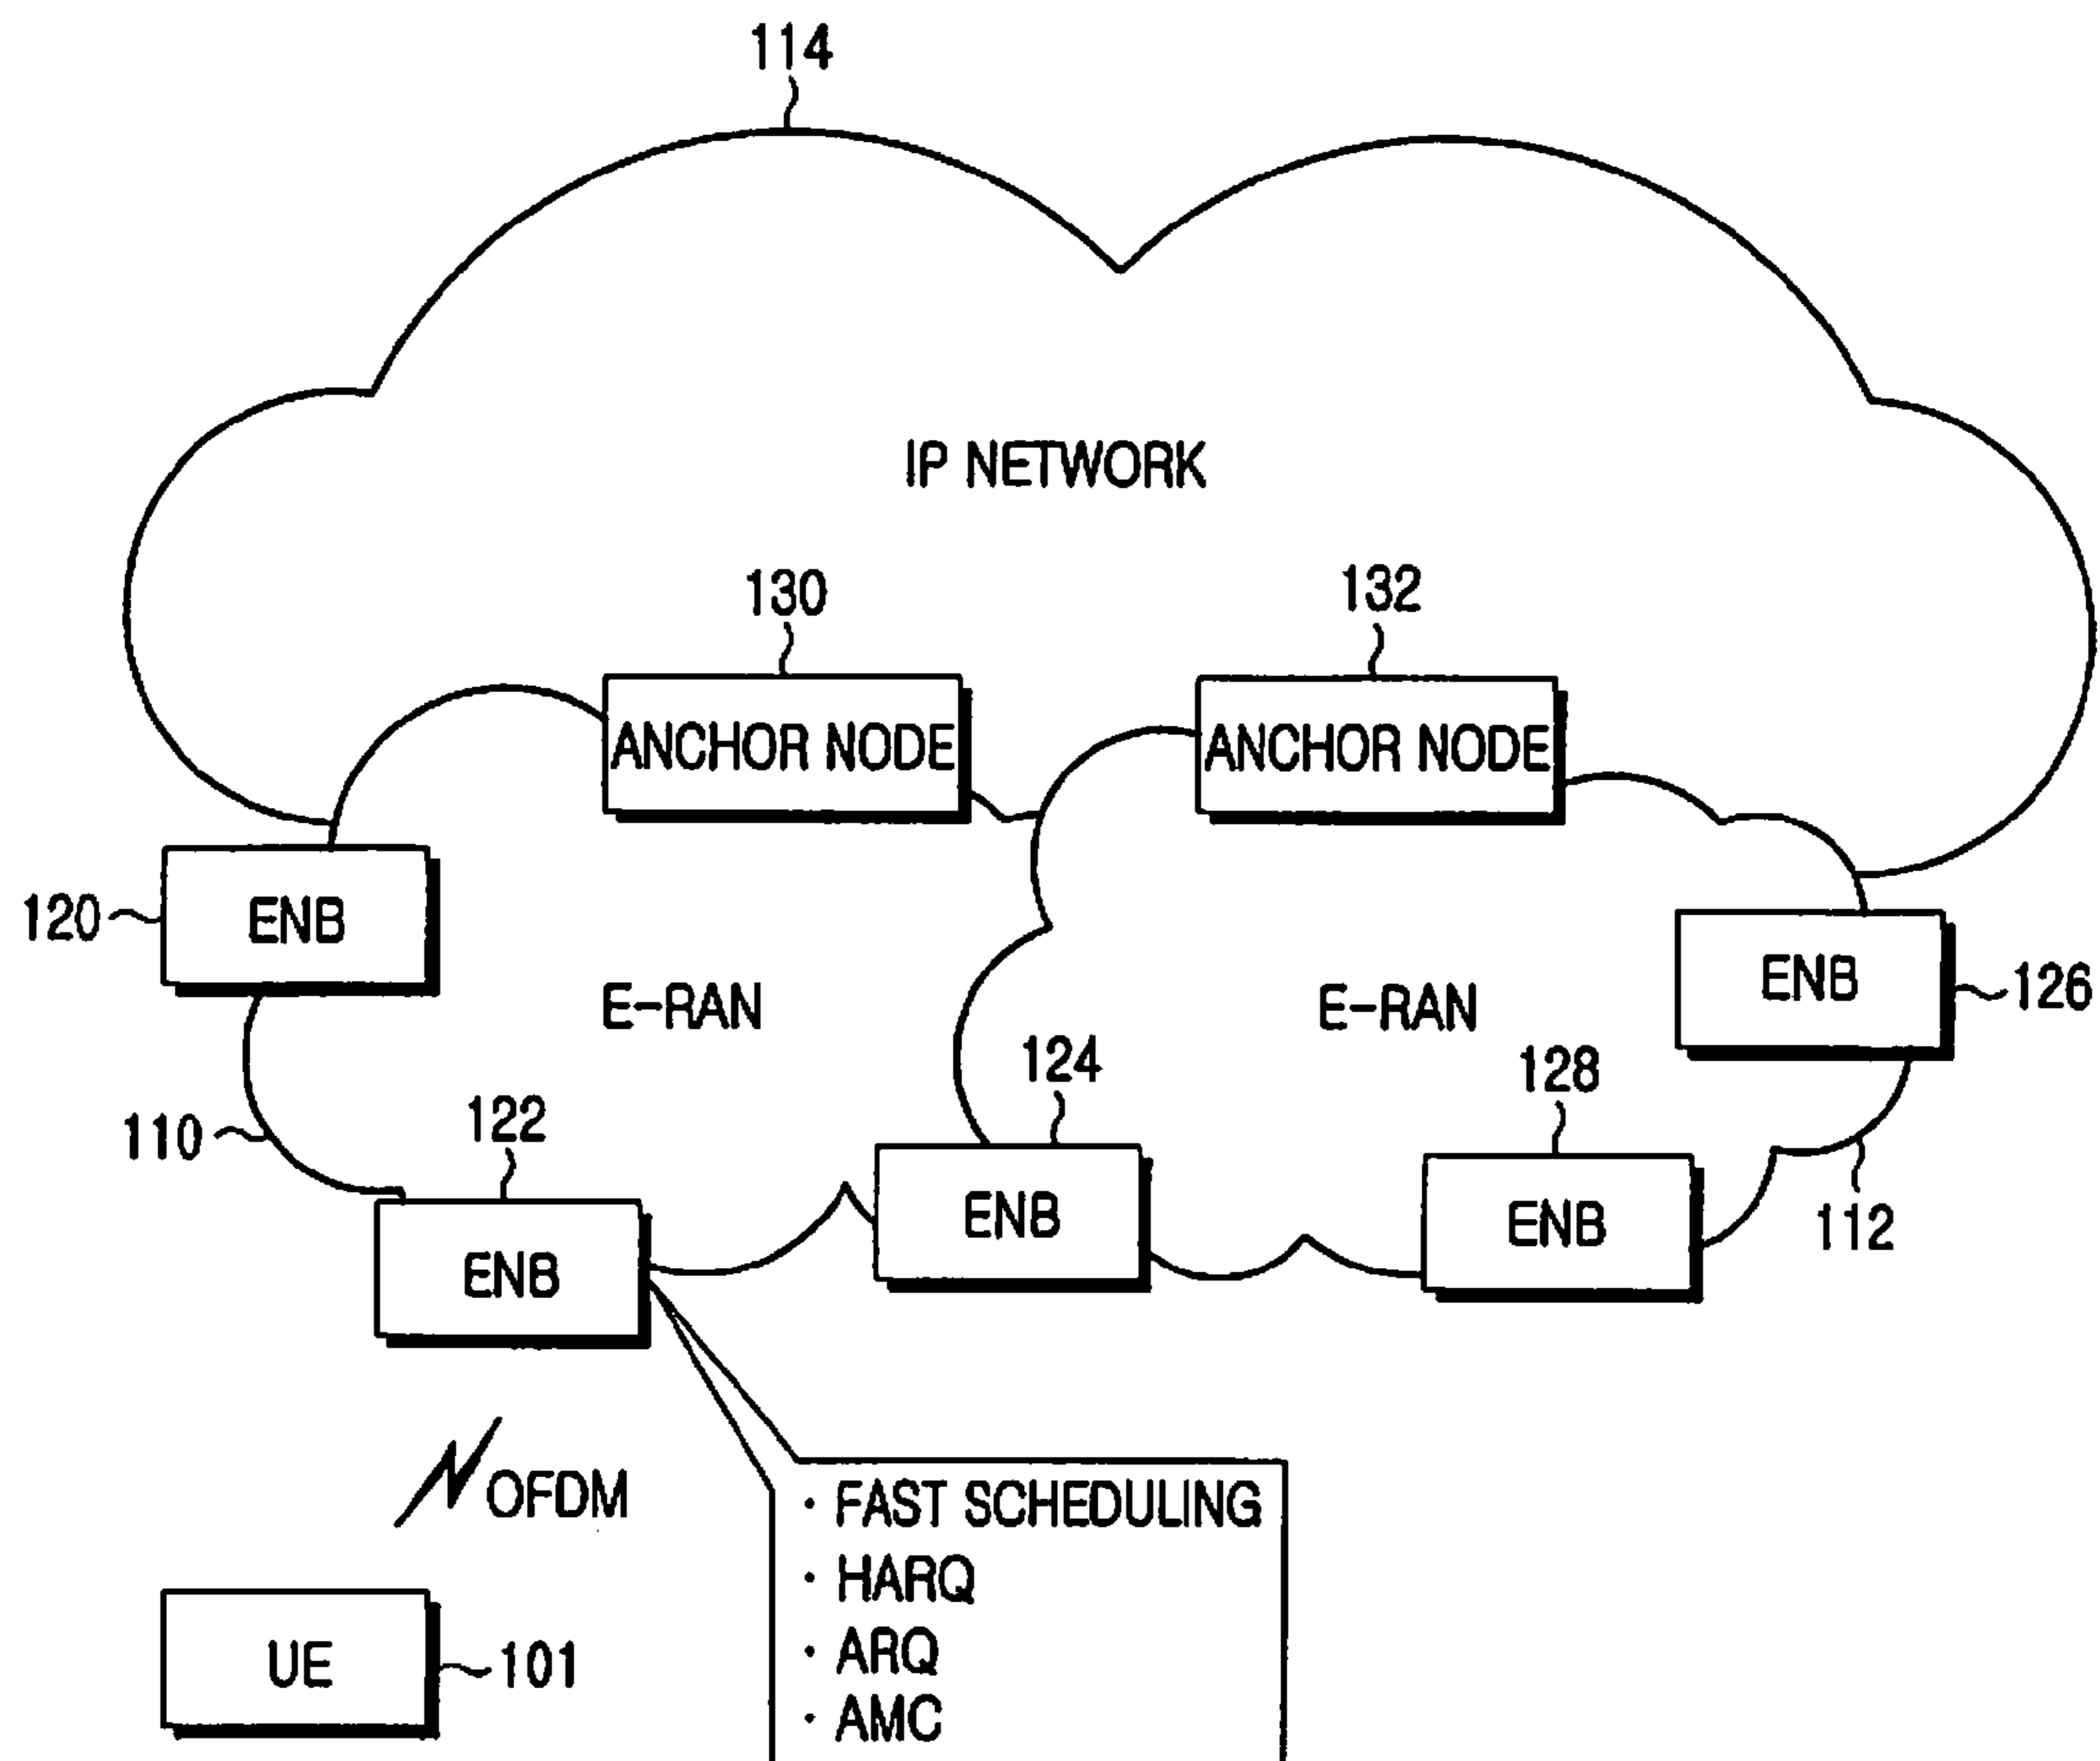 114
IP NETWORK
130
132
ANCHOR NODE
ANCHOR NODE
120
ENB
ENB
126
E-RAN
E-RAN
124
128
110
122
ENB
ENB
112
ENB
OFDM
· FAST SCHEDULING
· HARQ
· ARQ
· AMC
UE
101